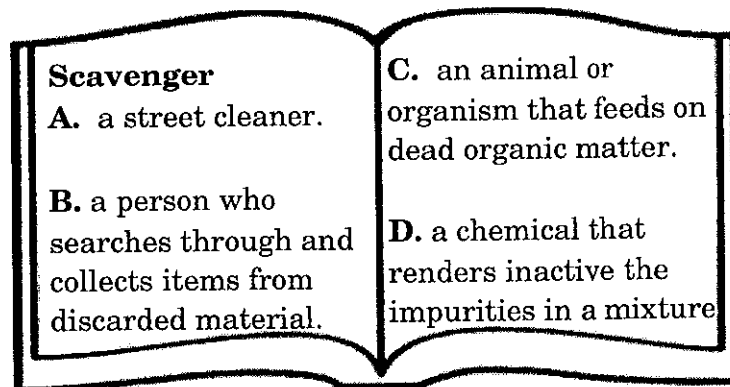 Scavenger
A. a street cleaner.
B. a person who
searches through and
collects items from
discarded material.
C. an animal or
organism that feeds on
dead organic matter.
D. a chemical that
renders inactive the
impurities in a mixture